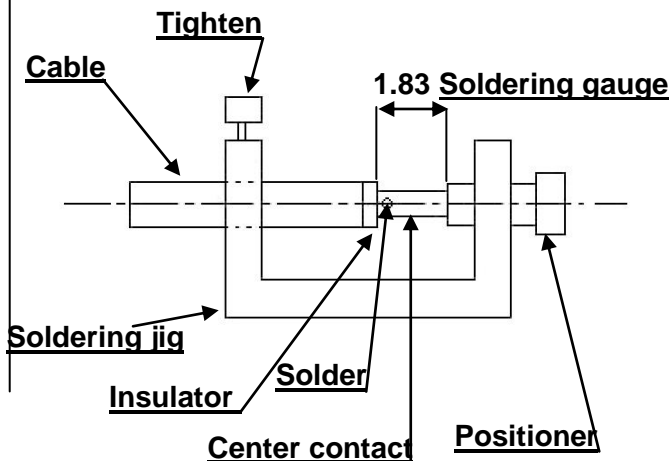 Tighten
Cable
1.83 Soldering gauge
Soldering jig
Solder
Insulator
Positioner
Center contact